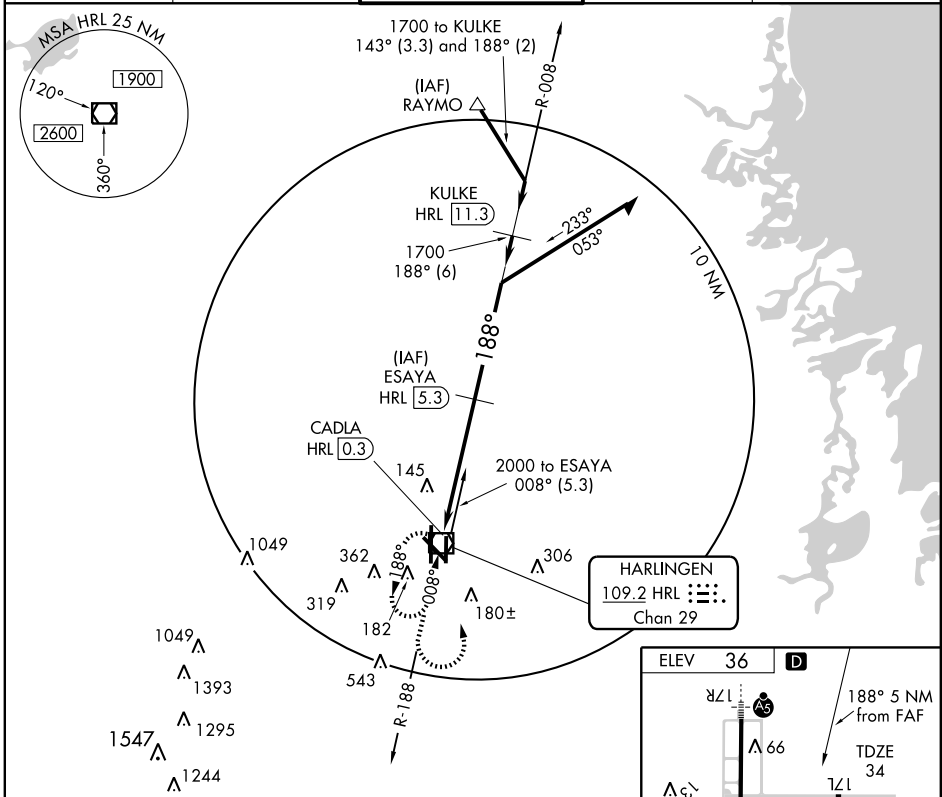 MSA HRL 25 NM
1900
120°
2600
360°
1700 to KULKE
143° (3.3) and 188° (2)
R-008
(IAF)
RAYMO
KULKE
HRL 11.3
233°
053°
1700
188° (6)
10 NM
188°
(IAF)
ESAYA
HRL 5.3
CADLA
HRL 0.3
145
2000 to ESAYA
008° (5.3)
1049
362
188°
008°
306
319
182
180±
HARLINGEN
109.2 HRL
Chan 29
1049
543
1393
R-188
1295
1547
1244
ELEV 36 D
17R
A5
188° 5 NM
from FAF
66
TDZE
34
17L